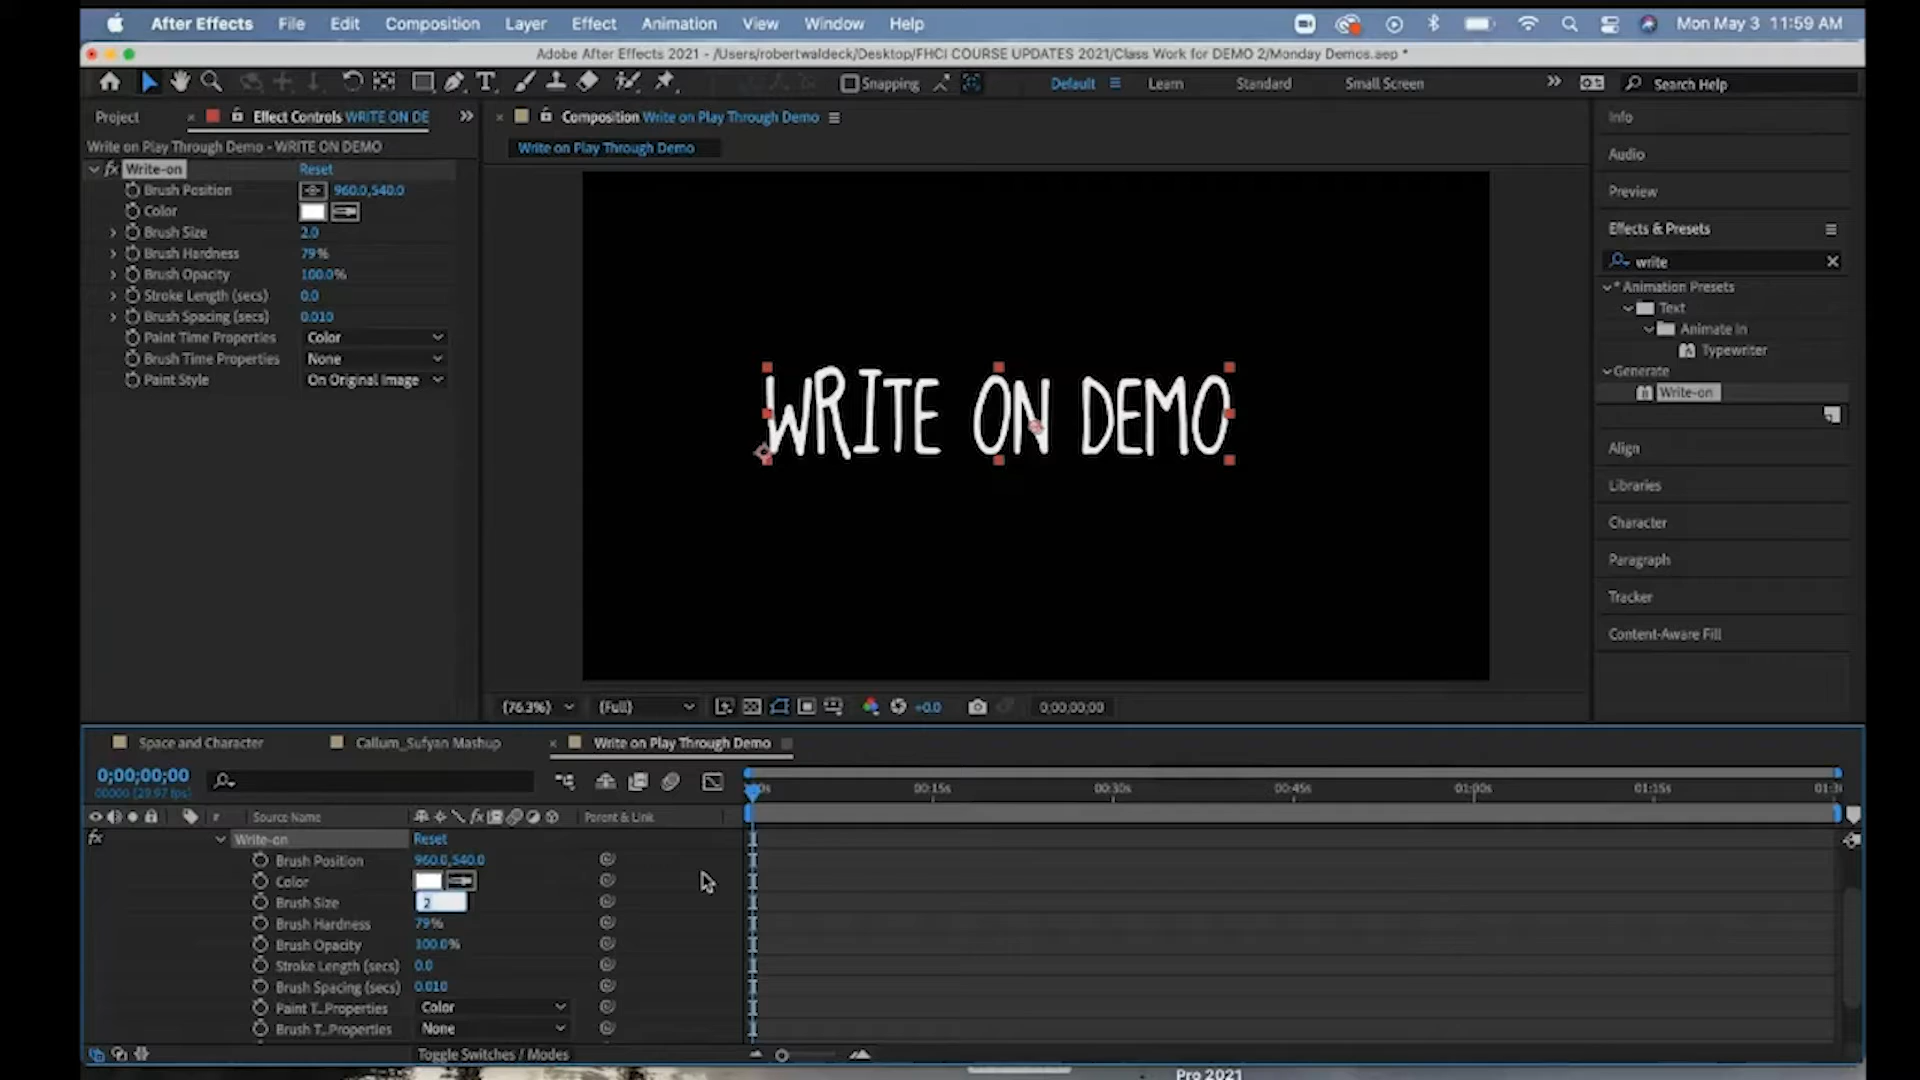 After Effects File Edit Composition Layer Effect Animation View Window Help Mon May 3 11:59 AM
Adobe After Effects 2021 - /Users/robertwaldeck/Desktop/FHCI COURSE UPDATES 2021/Class Work for DEMO 2/Monday Demos.aep *
Snapping Default Learn Standard Small Screen Search Help
Project Effect Controls WRITE ON DE
Composition Write on Play Through Demo
Info
Write on Play Through Demo - WRITE ON DEMO
Write on Play Through Demo
Audio
fx Write-on Reset
Brush Position 960.0,540.0
Preview
Color
Brush Size 2.0
Effects & Presets
Brush Hardness 79%
write
Brush Opacity 100.0%
* Animation Presets
Stroke Length (secs) 0.0
Text
Brush Spacing (secs) 0.010
Animate In
Paint Time Properties Color
Typewriter
Brush Time Properties None
Generate
Paint Style On Original Image
Write-on
WRITE ON DEMO
Align
Libraries
Character
Paragraph
Tracker
Content-Aware Fill
(76.3%) (Full) +0.0 0;00;00;00
Space and Character Callum_Sufyan Mashup Write on Play Through Demo
0;00;00;00
00000 (29.97 fps)
00s 00:15s 00:30s 00:45s 01:00s 01:15s 01:3
# Source Name fx Parent & Link
fx Write-on Reset
Brush Position 960.0,540.0
Color
Brush Size 2
Brush Hardness 79%
Brush Opacity 100.0%
Stroke Length (secs) 0.0
Brush Spacing (secs) 0.010
Paint T...Properties Color
Brush T...Properties None
Toggle Switches / Modes
Pro 2021